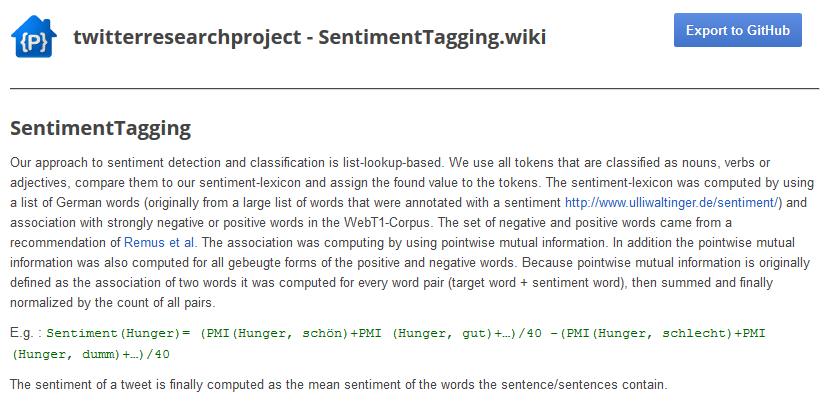 {P}
twitterresearchproject - SentimentTagging.wiki
Export to GitHub
SentimentTagging
Our approach to sentiment detection and classification is list-lookup-based. We use all tokens that are classified as nouns, verbs or
adjectives, compare them to our sentiment-lexicon and assign the found value to the tokens. The sentiment-lexicon was computed by using
a list of German words (originally from a large list of words that were annotated with a sentiment http://www.ulliwaltinger.de/sentiment/) and
association with strongly negative or positive words in the WebT1-Corpus. The set of negative and positive words came from a
recommendation of Remus et al. The association was computing by using pointwise mutual information. In addition the pointwise mutual
information was also computed for all gebeugte forms of the positive and negative words. Because pointwise mutual information is originally
defined as the association of two words it was computed for every word pair (target word + sentiment word), then summed and finally
normalized by the count of all pairs.
E.g. : Sentiment(Hunger)= (PMI(Hunger, schön)+PMI (Hunger, gut)+…)/40 -(PMI(Hunger, schlecht)+PMI
(Hunger, dumm)+…)/40
The sentiment of a tweet is finally computed as the mean sentiment of the words the sentence/sentences contain.